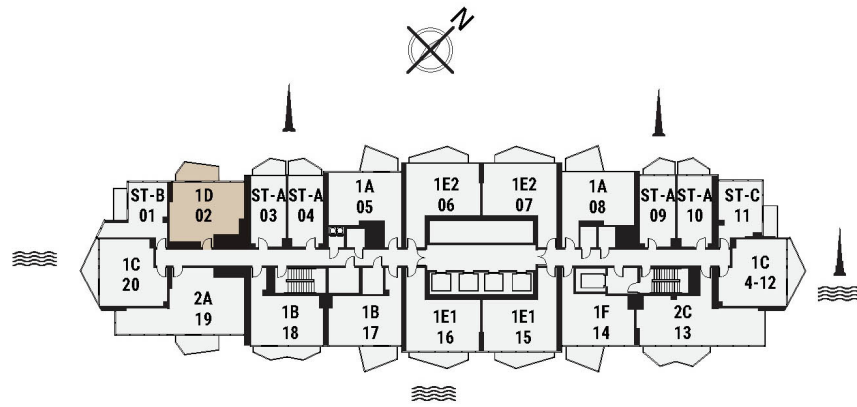 N
ST-B
01
1D
02
ST-A
03
ST-A
04
1A
05
1E2
06
1E2
07
1A
08
ST-A
09
ST-A
10
ST-C
11
1C
20
1C
4-12
2A
19
1B
18
1B
17
1E1
16
1E1
15
1F
14
2C
13